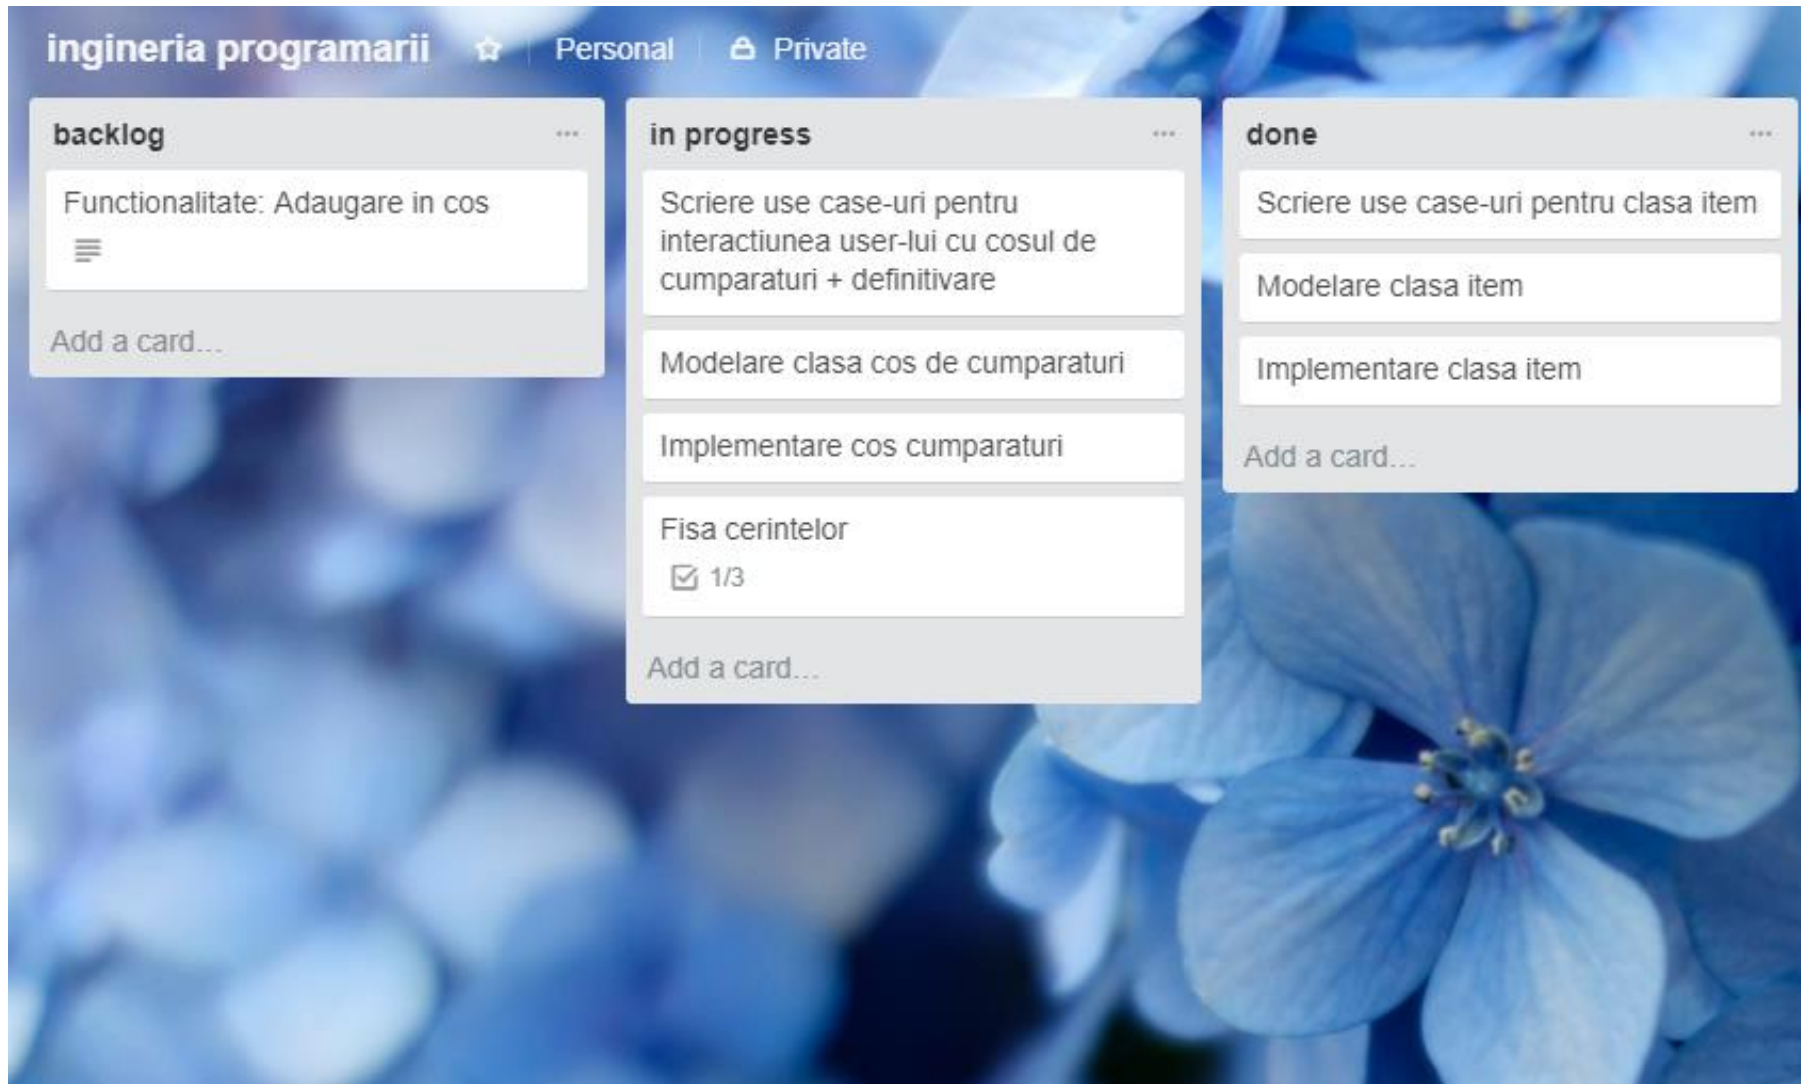 ingineria programarii Personal Private
backlog
Functionalitate: Adaugare in cos
Add a card...
in progress
Scriere use case-uri pentru
interactiunea user-lui cu cosul de
cumparaturi + definitivare
Modelare clasa cos de cumparaturi
Implementare cos cumparaturi
Fisa cerintelor
1/3
Add a card...
done
Scriere use case-uri pentru clasa item
Modelare clasa item
Implementare clasa item
Add a card...